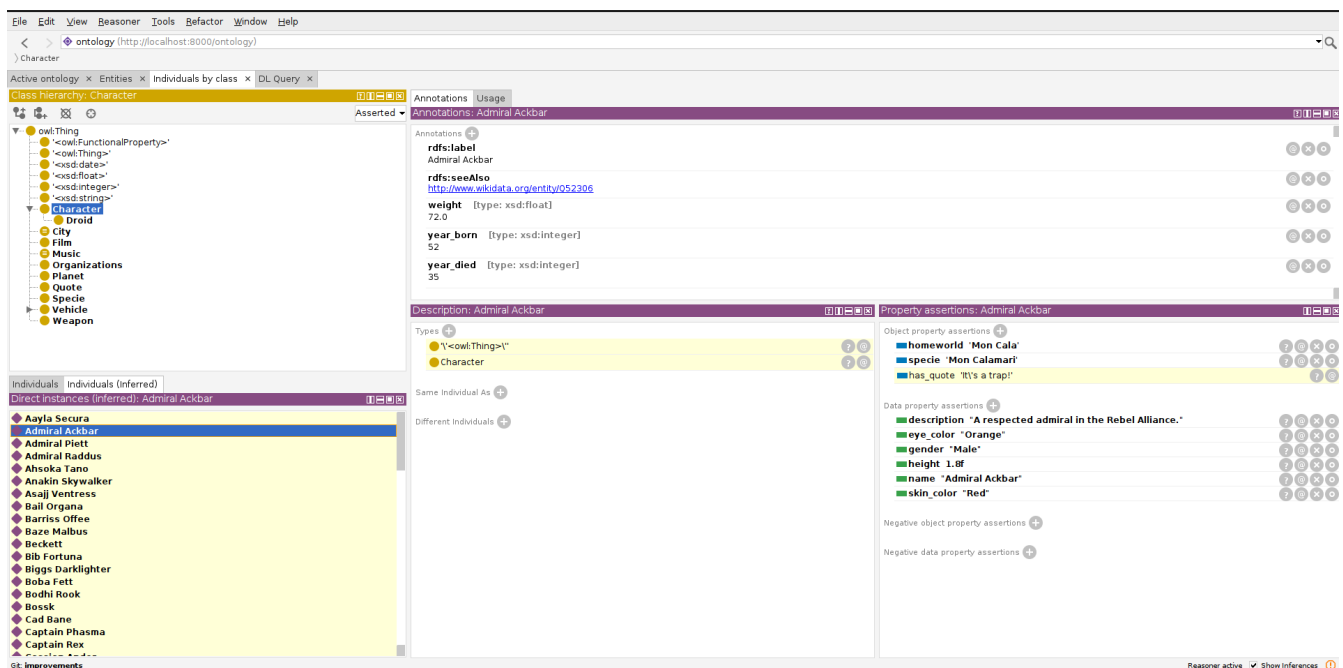 File Edit View Reasoner Tools Refactor Window Help
ontology (http://localhost:8000/ontology)
Character
Active ontology × Entities × Individuals by class × DL Query ×
Class hierarchy: Character
Asserted
owl:Thing
'<owl:FunctionalProperty>'
'<owl:Thing>'
'<xsd:date>'
'<xsd:float>'
'<xsd:integer>'
'<xsd:string>'
Character
Droid
City
Film
Music
Organizations
Planet
Quote
Specie
Vehicle
Weapon
Individuals Individuals (Inferred)
Direct instances (inferred): Admiral Ackbar
Aayla Secura
Admiral Ackbar
Admiral Piett
Admiral Raddus
Ahsoka Tano
Anakin Skywalker
Asajj Ventress
Bail Organa
Barriss Offee
Baze Malbus
Beckett
Bib Fortuna
Biggs Darklighter
Boba Fett
Bodhi Rook
Bossk
Cad Bane
Captain Phasma
Captain Rex
Git: improvements
Annotations Usage
Annotations: Admiral Ackbar
Annotations
rdfs:label
Admiral Ackbar
rdfs:seeAlso
http://www.wikidata.org/entity/Q52306
weight [type: xsd:float]
72.0
year_born [type: xsd:integer]
52
year_died [type: xsd:integer]
35
Description: Admiral Ackbar
Types
'\'<owl:Thing>\''
Character
Same Individual As
Different Individuals
Property assertions: Admiral Ackbar
Object property assertions
homeworld 'Mon Cala'
specie 'Mon Calamari'
has_quote 'It\'s a trap!'
Data property assertions
description "A respected admiral in the Rebel Alliance."
eye_color "Orange"
gender "Male"
height 1.8f
name "Admiral Ackbar"
skin_color "Red"
Negative object property assertions
Negative data property assertions
Reasoner active Show Inferences